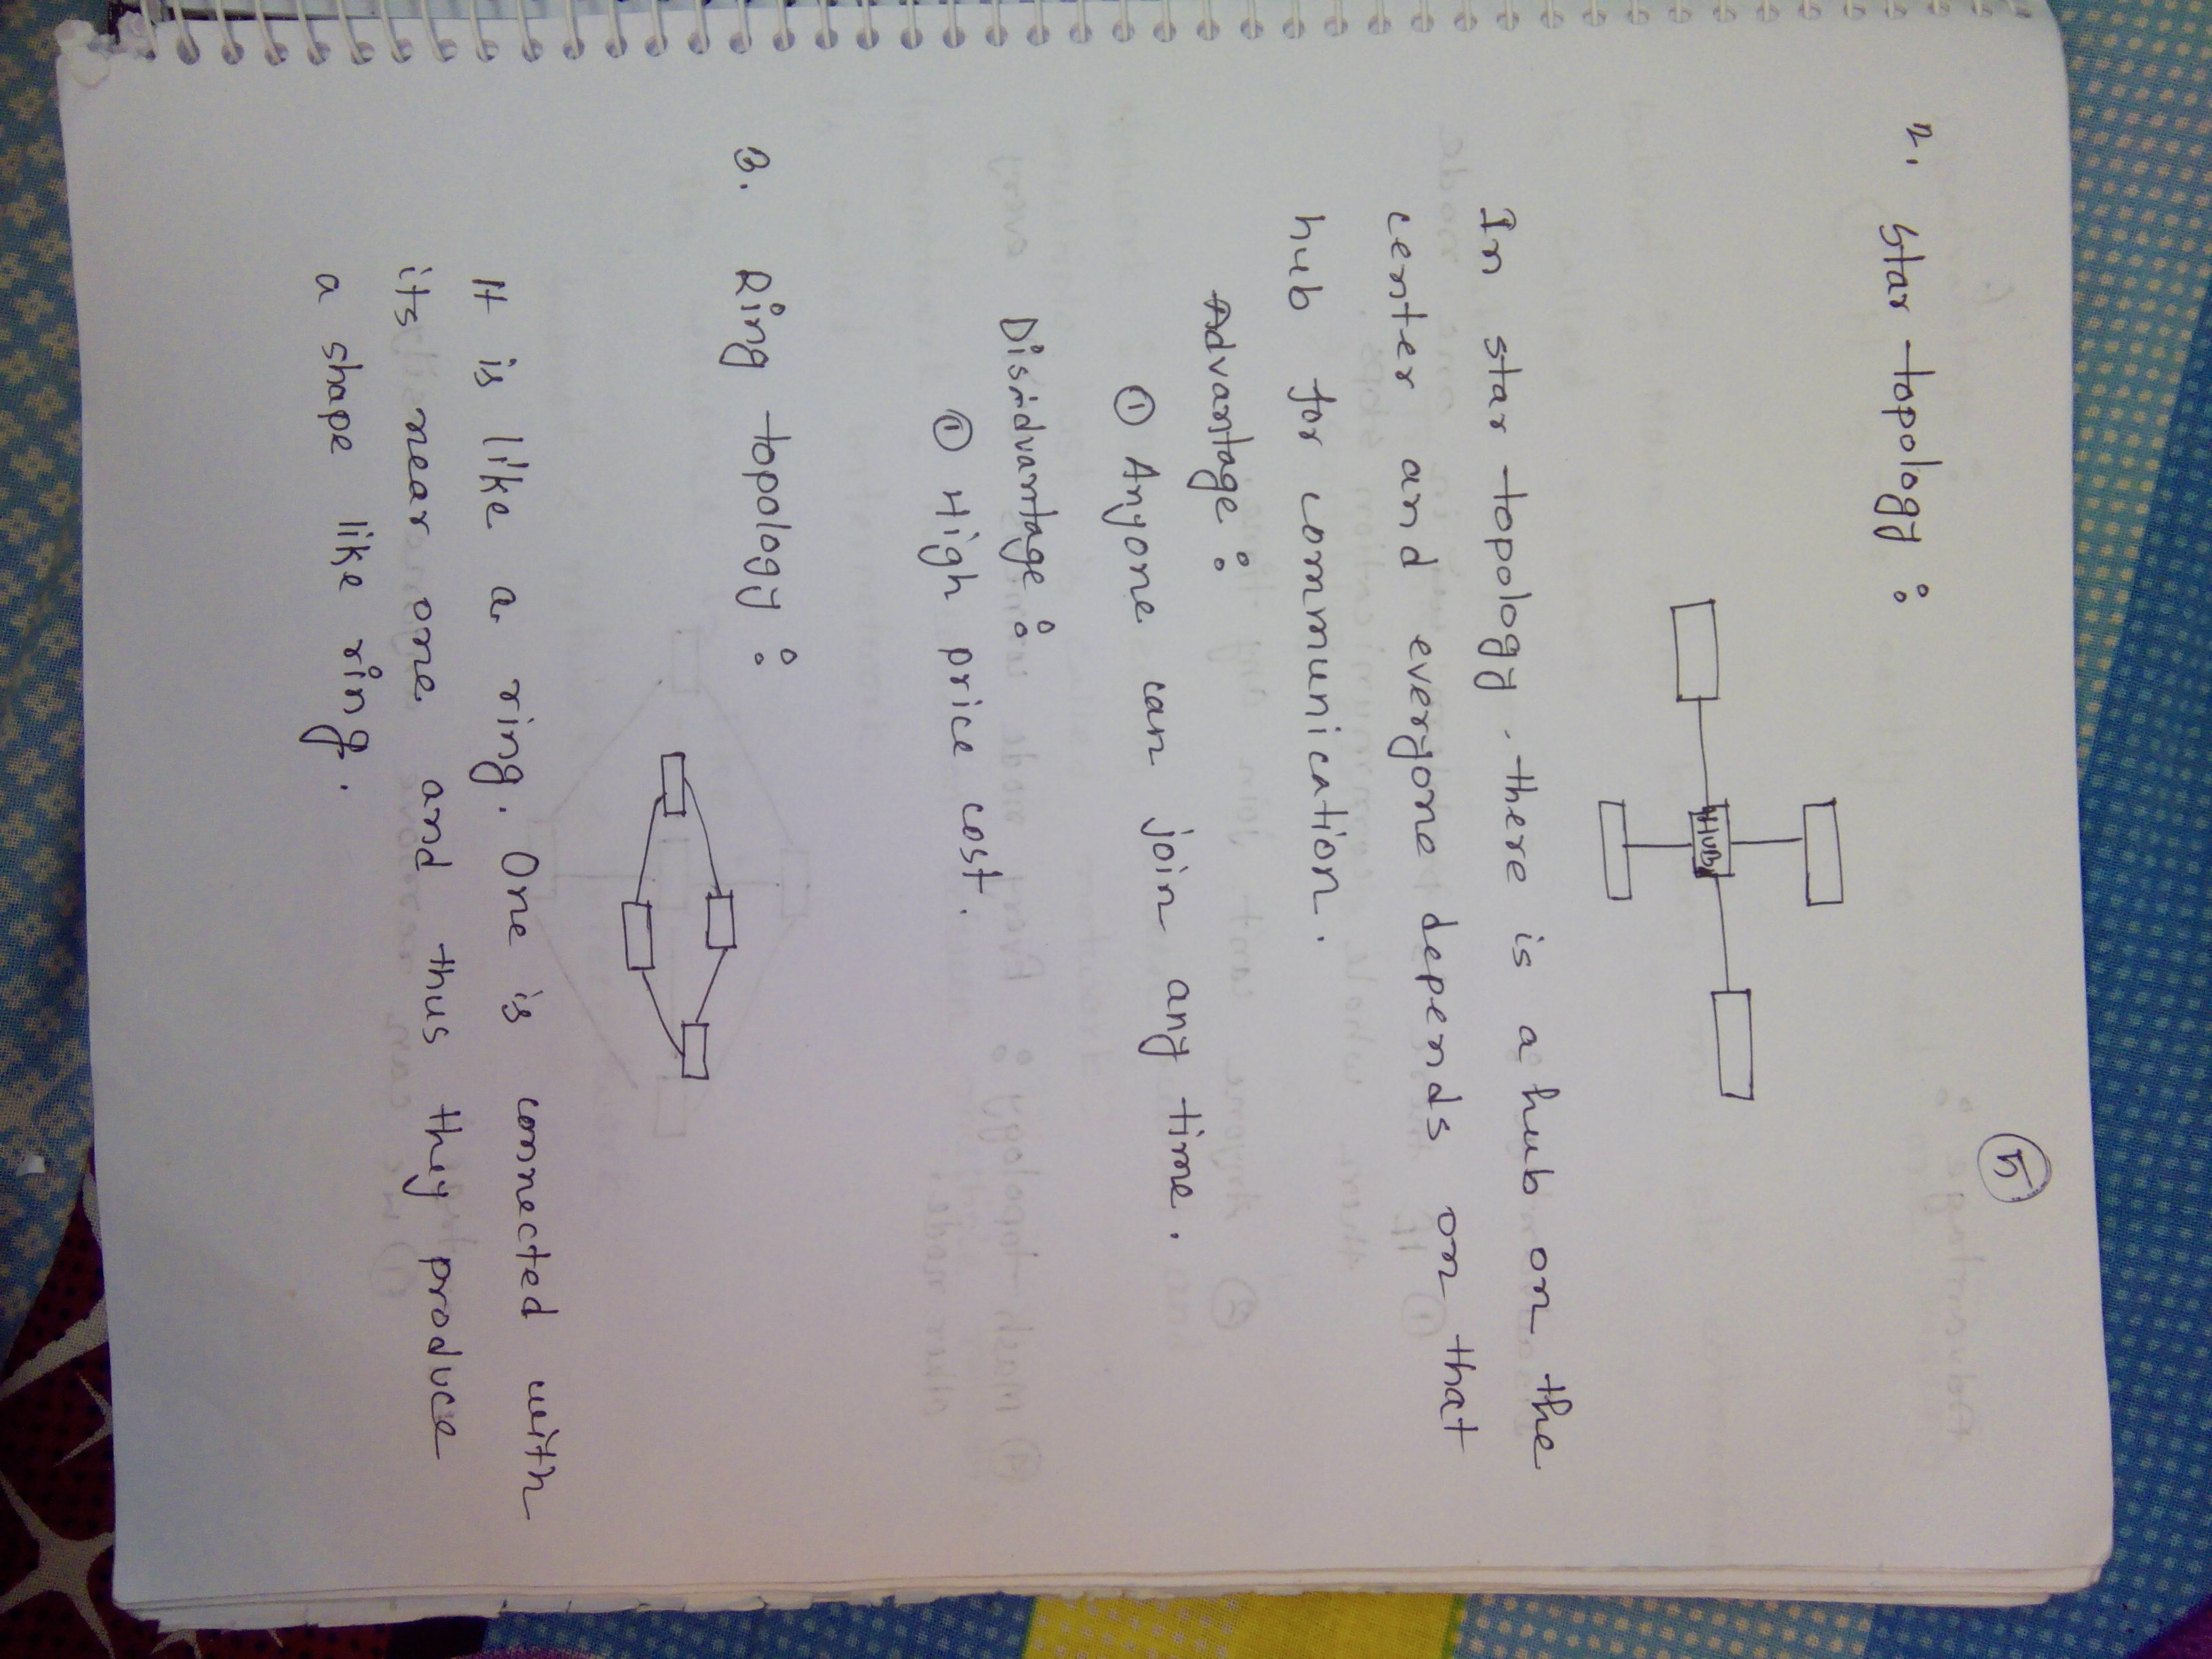 5
2. Star topology :
HUB
In star topology, there is a hub on the
center and everyone depends on that
hub for communication.
Advantage :
① Anyone can join any time.
Disadvantage :
① High price cost.
3. Ring topology :
It is like a ring. One is connected with
its near one and thus they produce
a shape like ring.